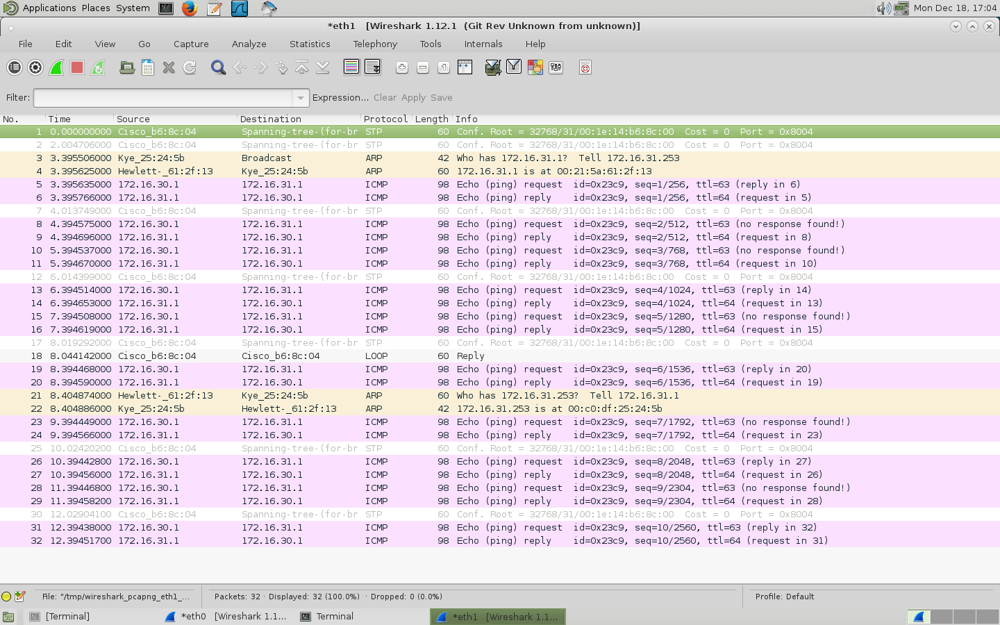 Applications Places System Mon Dec 18, 17:04
*eth1 [Wireshark 1.12.1 (Git Rev Unknown from unknown)]
File Edit View Go Capture Analyze Statistics Telephony Tools Internals Help
Filter: Expression... Clear Apply Save
No. Time Source Destination Protocol Length Info
1 0.000000000 Cisco_b6:8c:04 Spanning-tree-(for-br STP 60 Conf. Root = 32768/31/00:1e:14:b6:8c:00 Cost = 0 Port = 0x8004
2 2.004706000 Cisco_b6:8c:04 Spanning-tree-(for-br STP 60 Conf. Root = 32768/31/00:1e:14:b6:8c:00 Cost = 0 Port = 0x8004
3 3.395506000 Kye_25:24:5b Broadcast ARP 42 Who has 172.16.31.1? Tell 172.16.31.253
4 3.395625000 Hewlett-_61:2f:13 Kye_25:24:5b ARP 60 172.16.31.1 is at 00:21:5a:61:2f:13
5 3.395635000 172.16.30.1 172.16.31.1 ICMP 98 Echo (ping) request id=0x23c9, seq=1/256, ttl=63 (reply in 6)
6 3.395766000 172.16.31.1 172.16.30.1 ICMP 98 Echo (ping) reply id=0x23c9, seq=1/256, ttl=64 (request in 5)
7 4.013749000 Cisco_b6:8c:04 Spanning-tree-(for-br STP 60 Conf. Root = 32768/31/00:1e:14:b6:8c:00 Cost = 0 Port = 0x8004
8 4.394575000 172.16.30.1 172.16.31.1 ICMP 98 Echo (ping) request id=0x23c9, seq=2/512, ttl=63 (no response found!)
9 4.394696000 172.16.31.1 172.16.30.1 ICMP 98 Echo (ping) reply id=0x23c9, seq=2/512, ttl=64 (request in 8)
10 5.394537000 172.16.30.1 172.16.31.1 ICMP 98 Echo (ping) request id=0x23c9, seq=3/768, ttl=63 (no response found!)
11 5.394670000 172.16.31.1 172.16.30.1 ICMP 98 Echo (ping) reply id=0x23c9, seq=3/768, ttl=64 (request in 10)
12 6.014399000 Cisco_b6:8c:04 Spanning-tree-(for-br STP 60 Conf. Root = 32768/31/00:1e:14:b6:8c:00 Cost = 0 Port = 0x8004
13 6.394514000 172.16.30.1 172.16.31.1 ICMP 98 Echo (ping) request id=0x23c9, seq=4/1024, ttl=63 (reply in 14)
14 6.394653000 172.16.31.1 172.16.30.1 ICMP 98 Echo (ping) reply id=0x23c9, seq=4/1024, ttl=64 (request in 13)
15 7.394508000 172.16.30.1 172.16.31.1 ICMP 98 Echo (ping) request id=0x23c9, seq=5/1280, ttl=63 (no response found!)
16 7.394619000 172.16.31.1 172.16.30.1 ICMP 98 Echo (ping) reply id=0x23c9, seq=5/1280, ttl=64 (request in 15)
17 8.019292000 Cisco_b6:8c:04 Spanning-tree-(for-br STP 60 Conf. Root = 32768/31/00:1e:14:b6:8c:00 Cost = 0 Port = 0x8004
18 8.044142000 Cisco_b6:8c:04 Cisco_b6:8c:04 LOOP 60 Reply
19 8.394468000 172.16.30.1 172.16.31.1 ICMP 98 Echo (ping) request id=0x23c9, seq=6/1536, ttl=63 (reply in 20)
20 8.394590000 172.16.31.1 172.16.30.1 ICMP 98 Echo (ping) reply id=0x23c9, seq=6/1536, ttl=64 (request in 19)
21 8.404874000 Hewlett-_61:2f:13 Kye_25:24:5b ARP 60 Who has 172.16.31.253? Tell 172.16.31.1
22 8.404886000 Kye_25:24:5b Hewlett-_61:2f:13 ARP 42 172.16.31.253 is at 00:c0:df:25:24:5b
23 9.394449000 172.16.30.1 172.16.31.1 ICMP 98 Echo (ping) request id=0x23c9, seq=7/1792, ttl=63 (no response found!)
24 9.394566000 172.16.31.1 172.16.30.1 ICMP 98 Echo (ping) reply id=0x23c9, seq=7/1792, ttl=64 (request in 23)
25 10.02420200 Cisco_b6:8c:04 Spanning-tree-(for-br STP 60 Conf. Root = 32768/31/00:1e:14:b6:8c:00 Cost = 0 Port = 0x8004
26 10.39442800 172.16.30.1 172.16.31.1 ICMP 98 Echo (ping) request id=0x23c9, seq=8/2048, ttl=63 (reply in 27)
27 10.39456000 172.16.31.1 172.16.30.1 ICMP 98 Echo (ping) reply id=0x23c9, seq=8/2048, ttl=64 (request in 26)
28 11.39446800 172.16.30.1 172.16.31.1 ICMP 98 Echo (ping) request id=0x23c9, seq=9/2304, ttl=63 (no response found!)
29 11.39458200 172.16.31.1 172.16.30.1 ICMP 98 Echo (ping) reply id=0x23c9, seq=9/2304, ttl=64 (request in 28)
30 12.02904100 Cisco_b6:8c:04 Spanning-tree-(for-br STP 60 Conf. Root = 32768/31/00:1e:14:b6:8c:00 Cost = 0 Port = 0x8004
31 12.39438000 172.16.30.1 172.16.31.1 ICMP 98 Echo (ping) request id=0x23c9, seq=10/2560, ttl=63 (reply in 32)
32 12.39451700 172.16.31.1 172.16.30.1 ICMP 98 Echo (ping) reply id=0x23c9, seq=10/2560, ttl=64 (request in 31)
File: "/tmp/wireshark_pcapng_eth1_... Packets: 32 · Displayed: 32 (100.0%) · Dropped: 0 (0.0%) Profile: Default
[Terminal] *eth0 [Wireshark 1.1... Terminal *eth1 [Wireshark 1.1...